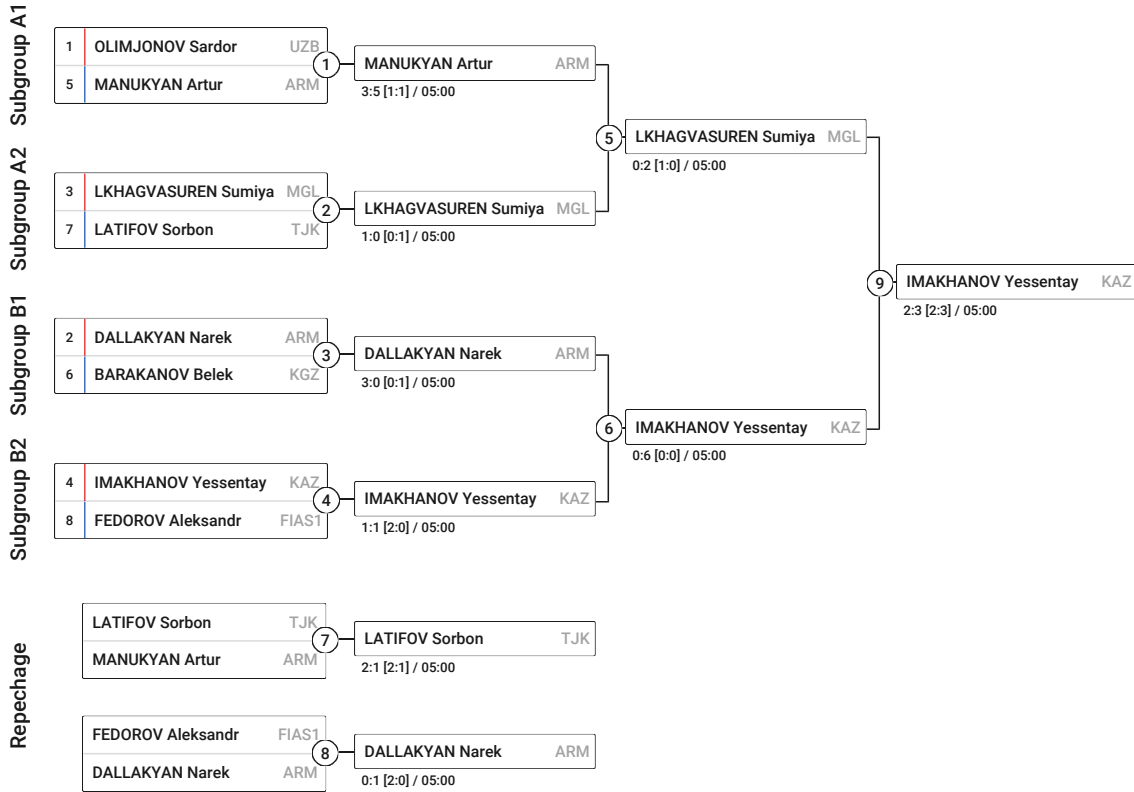 Subgroup A1
1 OLIMJONOV Sardor UZB
5 MANUKYAN Artur ARM
1
MANUKYAN Artur ARM
3:5 [1:1] / 05:00
Subgroup A2
3 LKHAGVASUREN Sumiya MGL
7 LATIFOV Sorbon TJK
2
LKHAGVASUREN Sumiya MGL
1:0 [0:1] / 05:00
5
LKHAGVASUREN Sumiya MGL
0:2 [1:0] / 05:00
Subgroup B1
2 DALLAKYAN Narek ARM
6 BARAKANOV Belek KGZ
3
DALLAKYAN Narek ARM
3:0 [0:1] / 05:00
Subgroup B2
4 IMAKHANOV Yessentay KAZ
8 FEDOROV Aleksandr FIAS1
4
IMAKHANOV Yessentay KAZ
1:1 [2:0] / 05:00
6
IMAKHANOV Yessentay KAZ
0:6 [0:0] / 05:00
9
IMAKHANOV Yessentay KAZ
2:3 [2:3] / 05:00
Repechage
LATIFOV Sorbon TJK
MANUKYAN Artur ARM
7
LATIFOV Sorbon TJK
2:1 [2:1] / 05:00
FEDOROV Aleksandr FIAS1
DALLAKYAN Narek ARM
8
DALLAKYAN Narek ARM
0:1 [2:0] / 05:00